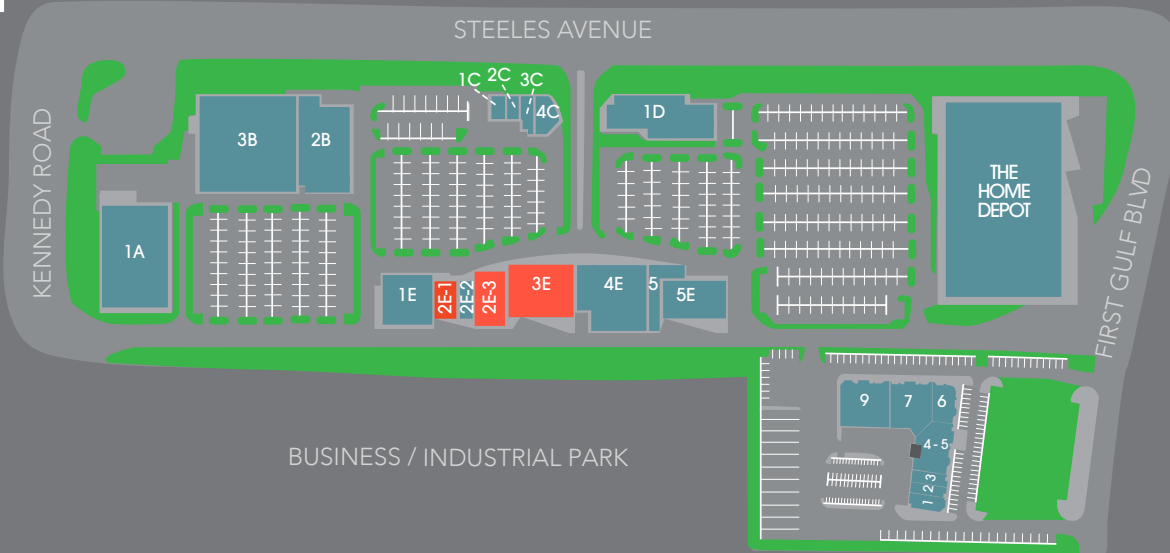 STEELES AVENUE
KENNEDY ROAD
FIRST GULF BLVD
1C
2C
3C
4C
3B
2B
1D
THE
HOME
DEPOT
1A
1E
2E-1
2E-2
2E-3
3E
4E
5
5E
9
7
6
4-5
3
2
1
BUSINESS / INDUSTRIAL PARK